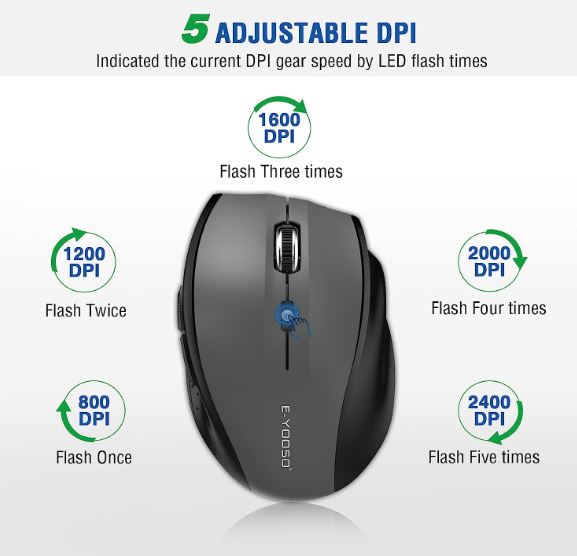 5 ADJUSTABLE DPI
Indicated the current DPI gear speed by LED flash times
1600
DPI
Flash Three times
1200
DPI
Flash Twice
2000
DPI
Flash Four times
800
DPI
Flash Once
2400
DPI
Flash Five times
E-YOOSO®